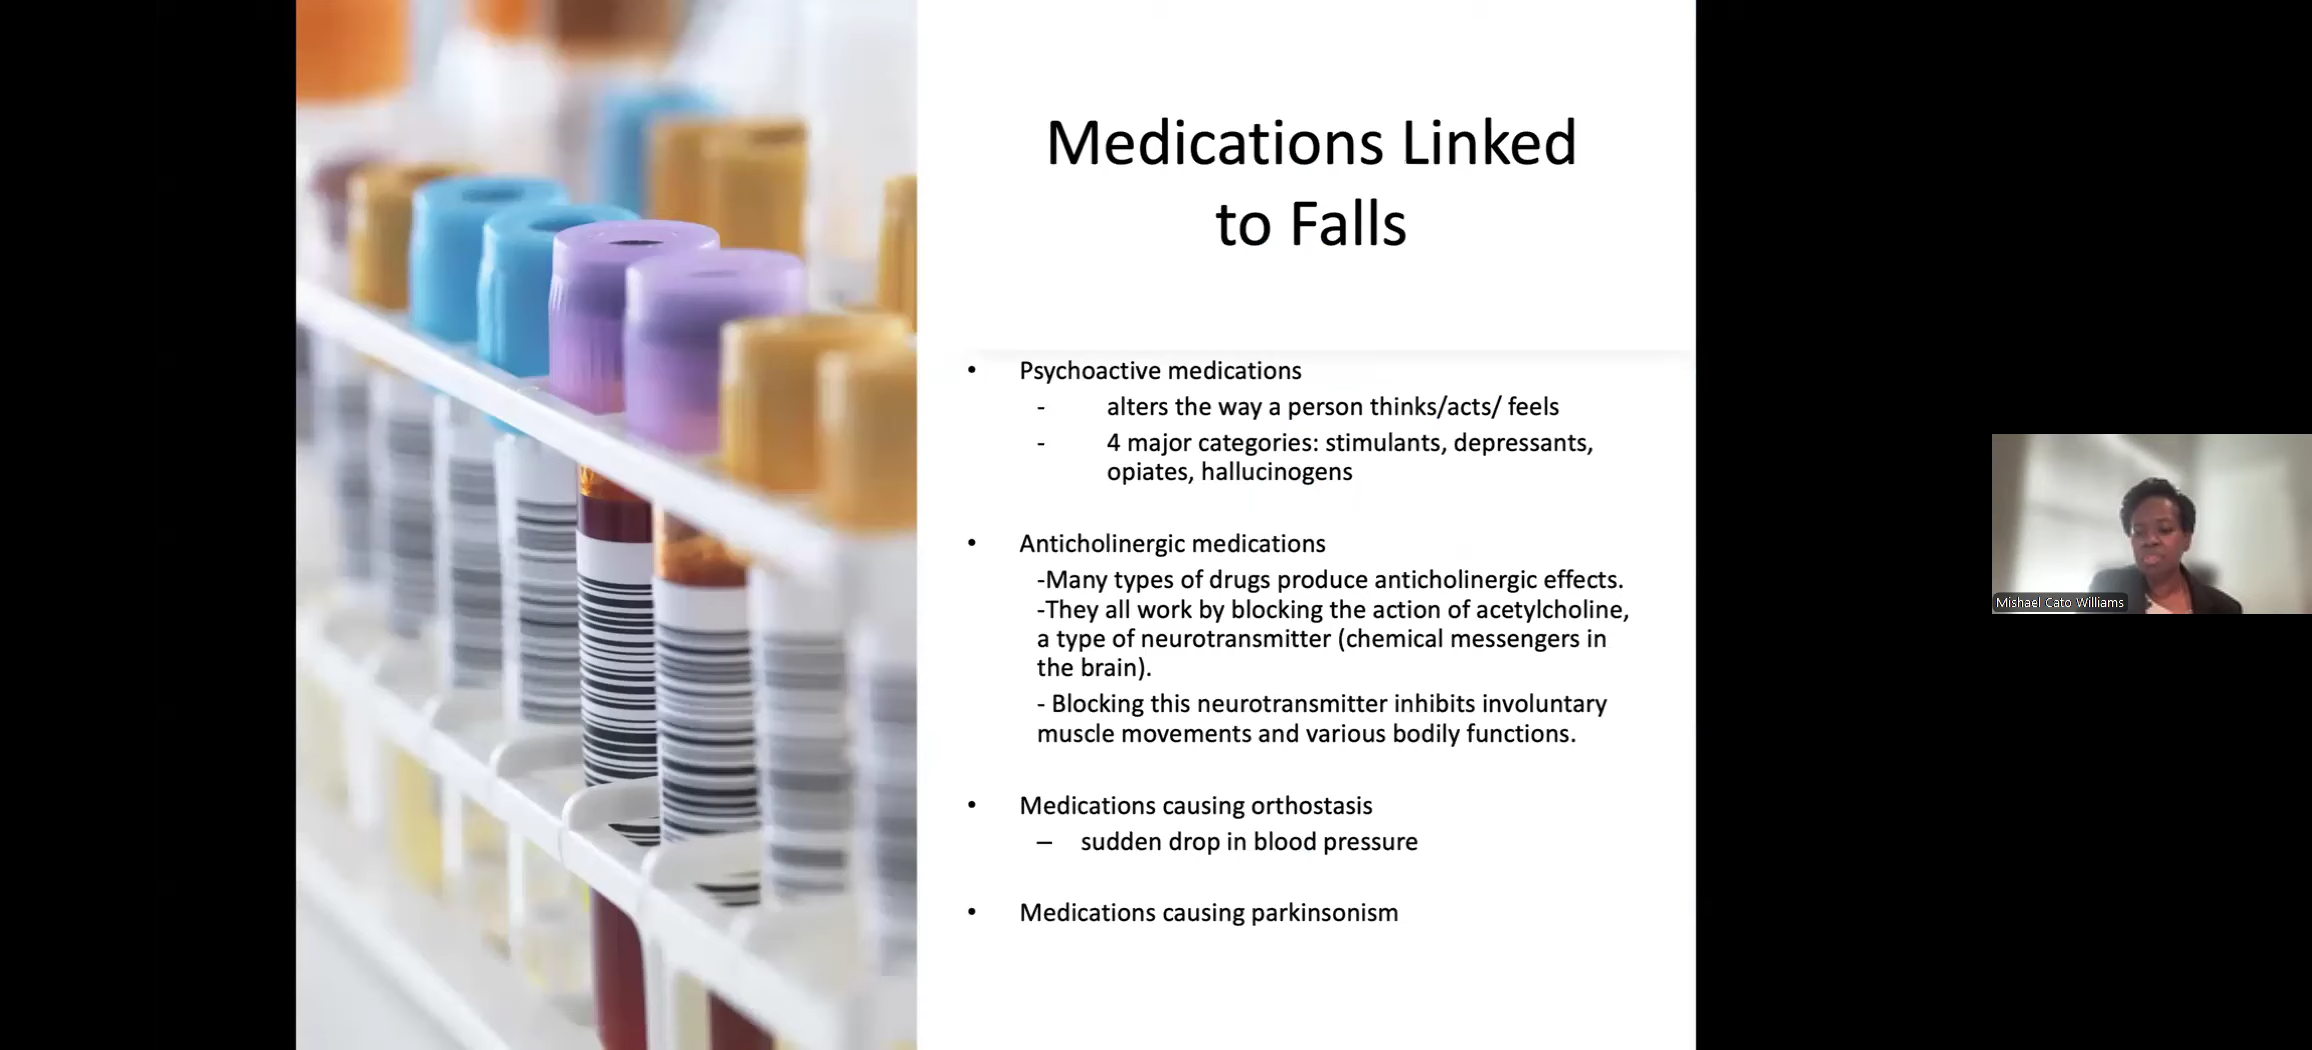 Medications Linked
to Falls
• Psychoactive medications
- alters the way a person thinks/acts/ feels
- 4 major categories: stimulants, depressants,
opiates, hallucinogens
• Anticholinergic medications
-Many types of drugs produce anticholinergic effects.
-They all work by blocking the action of acetylcholine,
a type of neurotransmitter (chemical messengers in
the brain).
- Blocking this neurotransmitter inhibits involuntary
muscle movements and various bodily functions.
• Medications causing orthostasis
– sudden drop in blood pressure
• Medications causing parkinsonism
Mishael Cato Williams